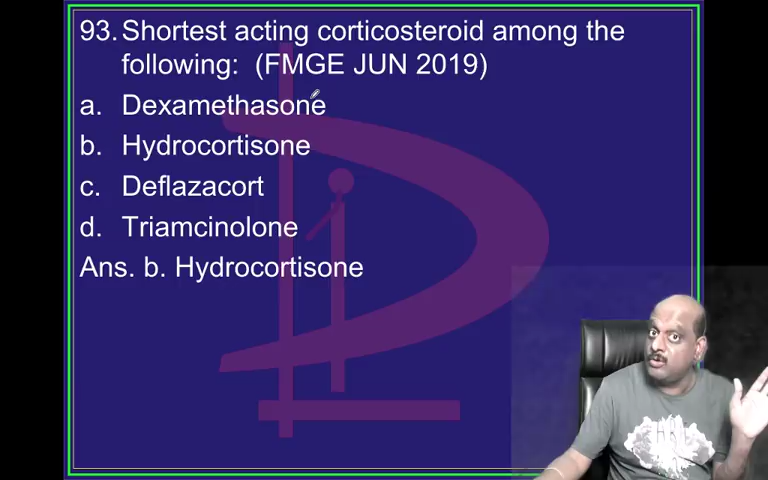 93. Shortest acting corticosteroid among the
following: (FMGE JUN 2019)
a. Dexamethasone
b. Hydrocortisone
c. Deflazacort
d. Triamcinolone
Ans. b. Hydrocortisone